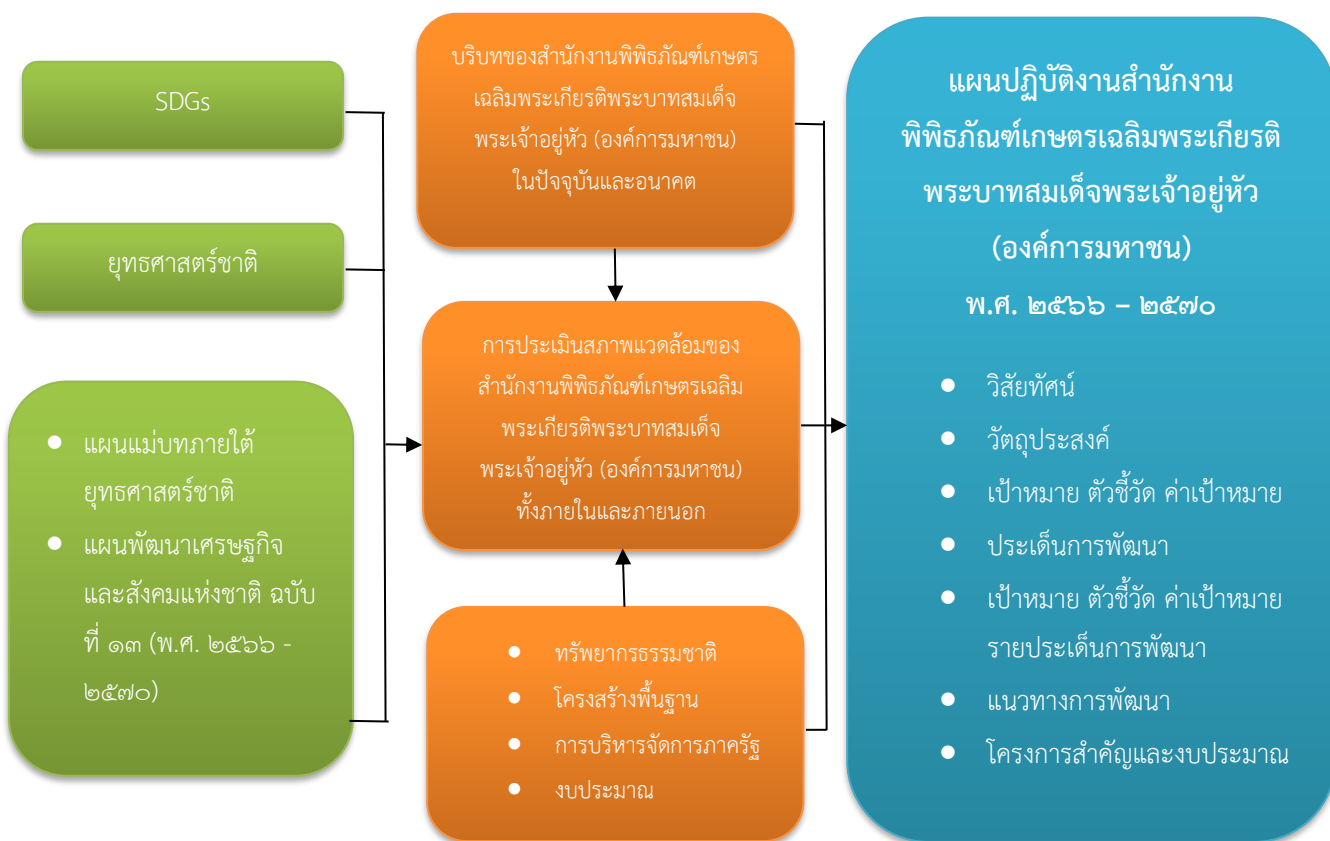 SDGs
ยุทธศาสตร์ชาติ
● แผนแม่บทภายใต้
ยุทธศาสตร์ชาติ
● แผนพัฒนาเศรษฐกิจ
และสังคมแห่งชาติ ฉบับ
ที่ ๑๓ (พ.ศ. ๒๕๖๖ -
๒๕๗๐)
บริบทของสำนักงานพิพิธภัณฑ์เกษตร
เฉลิมพระเกียรติพระบาทสมเด็จ
พระเจ้าอยู่หัว (องค์การมหาชน)
ในปัจจุบันและอนาคต
การประเมินสภาพแวดล้อมของ
สำนักงานพิพิธภัณฑ์เกษตรเฉลิม
พระเกียรติพระบาทสมเด็จ
พระเจ้าอยู่หัว (องค์การมหาชน)
ทั้งภายในและภายนอก
● ทรัพยากรธรรมชาติ
● โครงสร้างพื้นฐาน
● การบริหารจัดการภาครัฐ
● งบประมาณ
แผนปฏิบัติงานสำนักงาน
พิพิธภัณฑ์เกษตรเฉลิมพระเกียรติ
พระบาทสมเด็จพระเจ้าอยู่หัว
(องค์การมหาชน)
พ.ศ. ๒๕๖๖ – ๒๕๗๐
● วิสัยทัศน์
● วัตถุประสงค์
● เป้าหมาย ตัวชี้วัด ค่าเป้าหมาย
● ประเด็นการพัฒนา
● เป้าหมาย ตัวชี้วัด ค่าเป้าหมาย
รายประเด็นการพัฒนา
● แนวทางการพัฒนา
● โครงการสำคัญและงบประมาณ